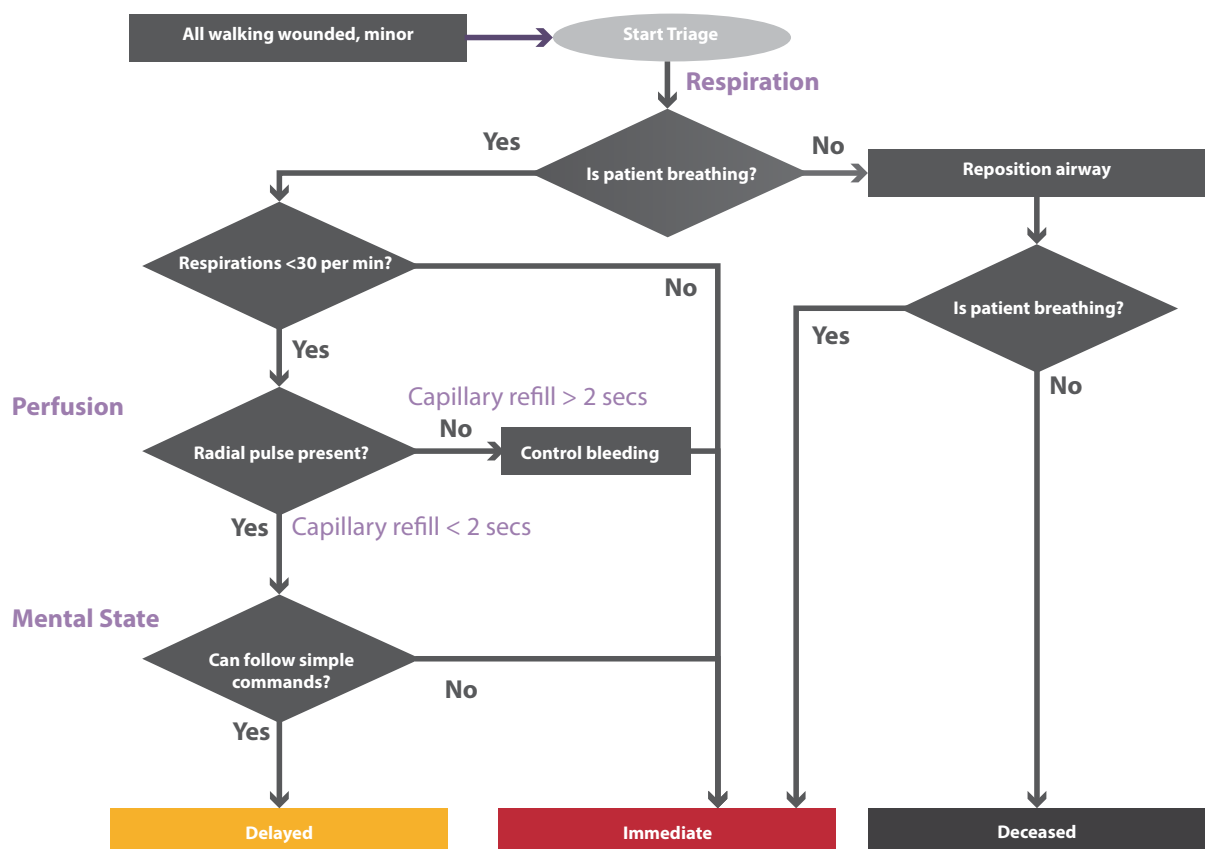 All walking wounded, minor
Start Triage
Respiration
Yes
No
Is patient breathing?
Reposition airway
Respirations <30 per min?
No
Is patient breathing?
Yes
Yes
No
Perfusion
Capillary refill > 2 secs
No
Radial pulse present?
Control bleeding
Yes
Capillary refill < 2 secs
Mental State
Can follow simple
commands?
No
Yes
Delayed
Immediate
Deceased